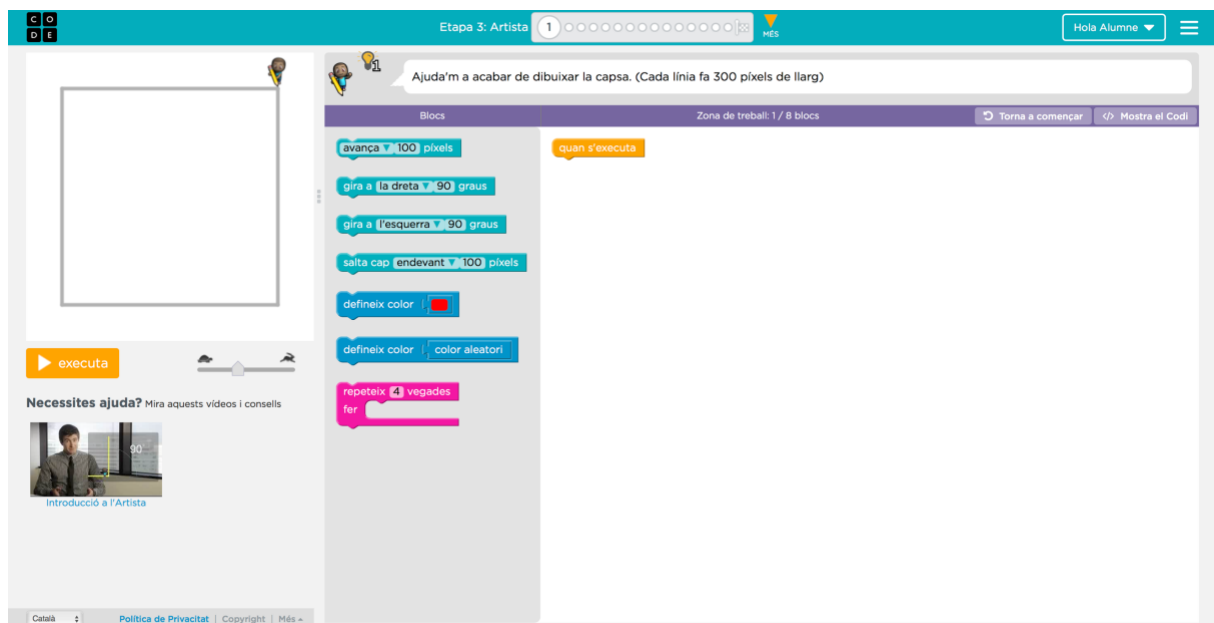 C O
D E
Etapa 3: Artista
1
MÉS
Hola Alumne
1
Ajuda'm a acabar de dibuixar la capsa. (Cada línia fa 300 píxels de llarg)
Blocs
Zona de treball: 1 / 8 blocs
Torna a començar
</> Mostra el Codi
avança 100 píxels
gira a la dreta 90 graus
gira a l'esquerra 90 graus
salta cap endevant 100 píxels
defineix color
defineix color color aleatori
repeteix 4 vegades
fer
quan s'executa
executa
Necessites ajuda? Mira aquests vídeos i consells
90
Introducció a l'Artista
Català
Política de Privacitat | Copyright | Més